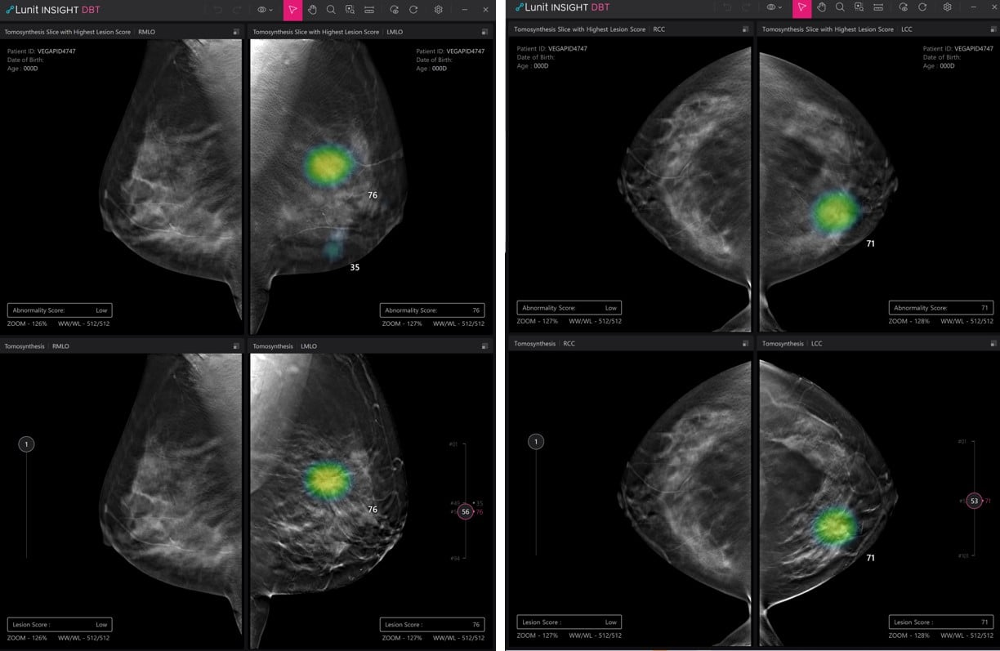 Lunit INSIGHT DBT
Tomosynthesis Slice with Highest Lesion Score | RMLO
Patient ID: VEGAPID4747
Date of Birth:
Age : 000D
Abnormality Score: Low
ZOOM - 126% WW/WL - 512/512
Tomosynthesis Slice with Highest Lesion Score | LMLO
Patient ID: VEGAPID4747
Date of Birth:
Age : 000D
76
35
Abnormality Score: 76
ZOOM - 127% WW/WL - 512/512
Tomosynthesis | RMLO
1
Lesion Score : Low
ZOOM - 126% WW/WL - 512/512
Tomosynthesis | LMLO
#01
35
56 76
76
#94
Lesion Score : 76
ZOOM - 127% WW/WL - 512/512
Lunit INSIGHT DBT
Tomosynthesis Slice with Highest Lesion Score | RCC
Patient ID: VEGAPID4747
Date of Birth:
Age : 000D
Abnormality Score: Low
ZOOM - 127% WW/WL - 512/512
Tomosynthesis Slice with Highest Lesion Score | LCC
Patient ID: VEGAPID4747
Date of Birth:
Age : 000D
71
Abnormality Score: 71
ZOOM - 128% WW/WL - 512/512
Tomosynthesis | RCC
1
Lesion Score : Low
ZOOM - 127% WW/WL - 512/512
Tomosynthesis | LCC
#01
53 71
71
#101
Lesion Score : 71
ZOOM - 128% WW/WL - 512/512